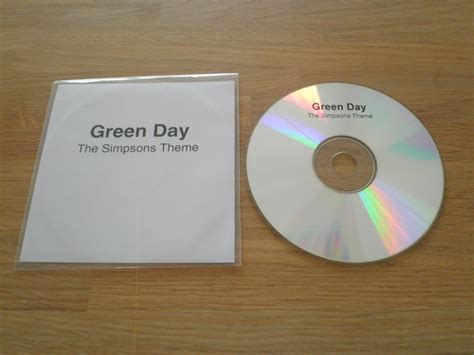 Green Day
The Simpsons Theme
Green Day
The Simpsons Theme